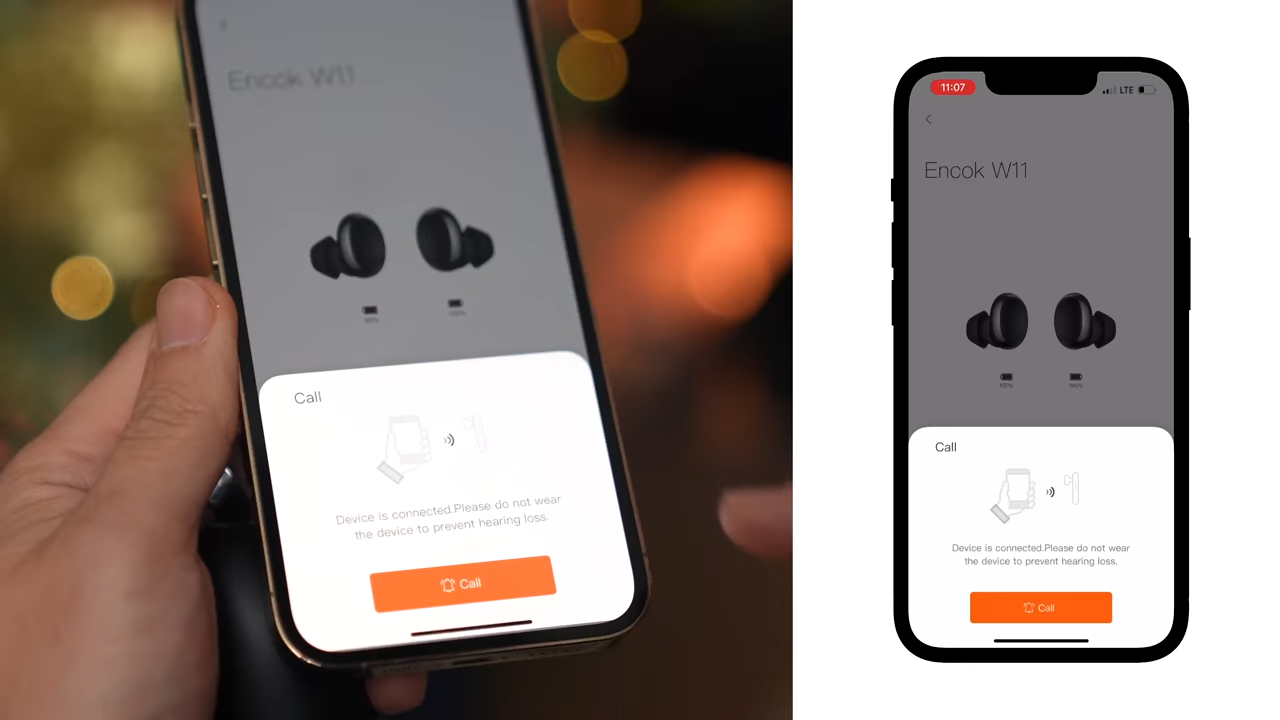 Encok W11
Call
Device is connected.Please do not wear
the device to prevent hearing loss.
Call
11:07
LTE
Encok W11
100%
100%
Call
Device is connected.Please do not wear
the device to prevent hearing loss.
Call